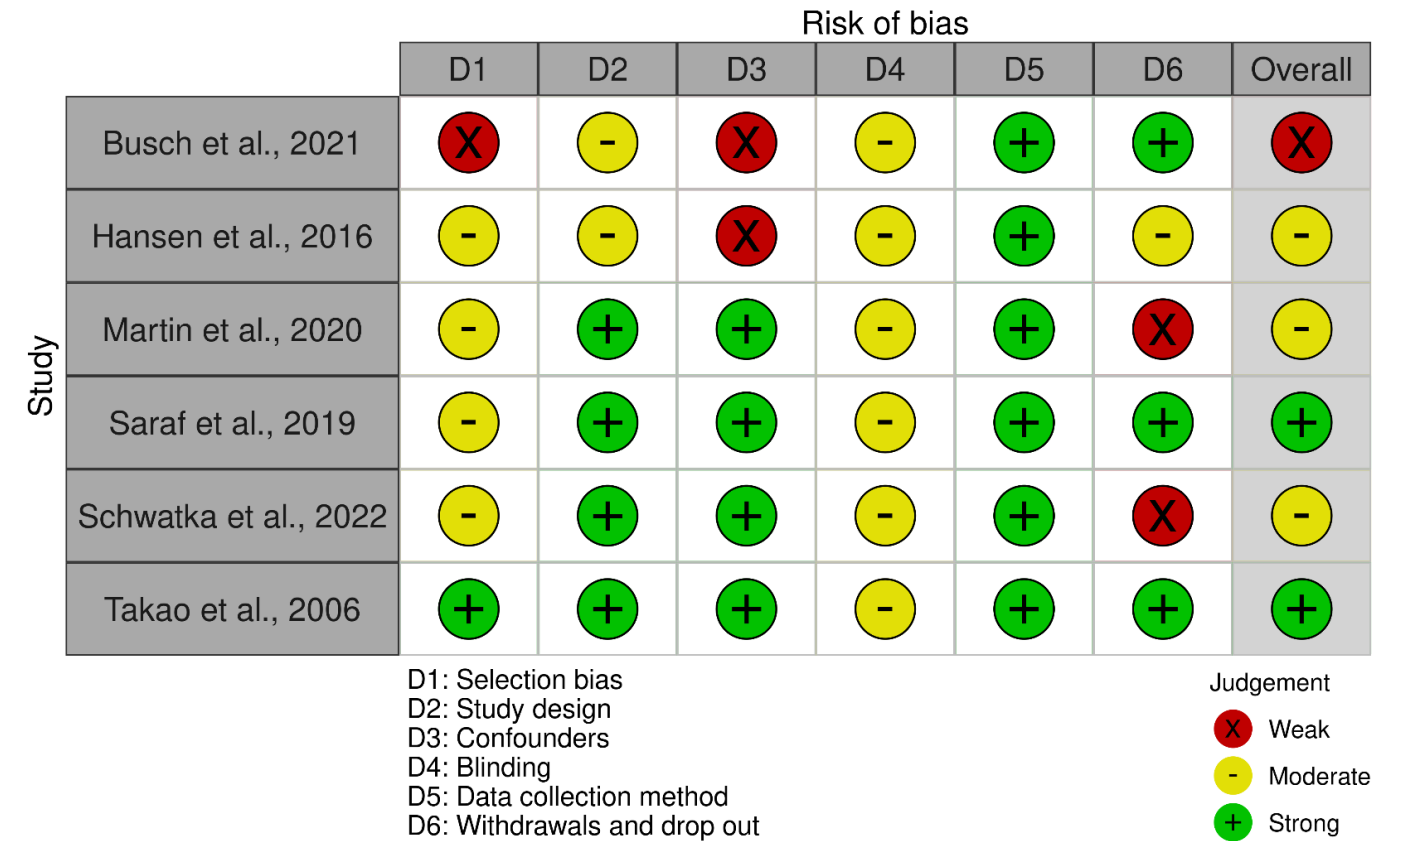 Risk of bias
D1 D2 D3 D4 D5 D6 Overall
Study
Busch et al., 2021 X - X - + + X
Hansen et al., 2016 - - X - + - -
Martin et al., 2020 - + + - + X -
Saraf et al., 2019 - + + - + + +
Schwatka et al., 2022 - + + - + X -
Takao et al., 2006 + + + - + + +
D1: Selection bias
D2: Study design
D3: Confounders
D4: Blinding
D5: Data collection method
D6: Withdrawals and drop out
Judgement
X Weak
- Moderate
+ Strong